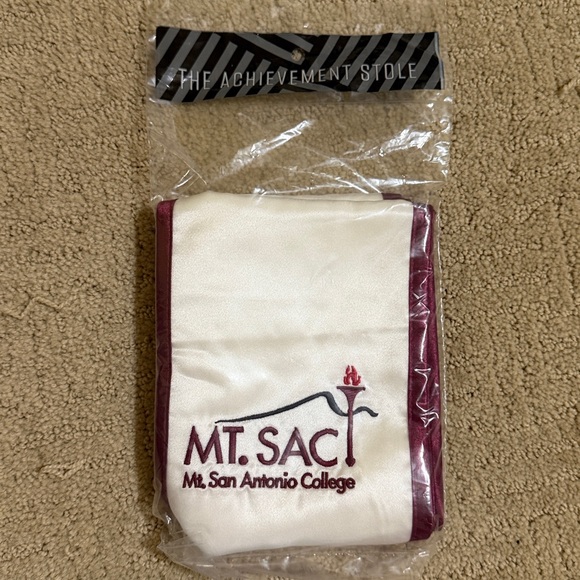 THE ACHIEVEMENT STOLE
MT. SAC
Mt. San Antonio College